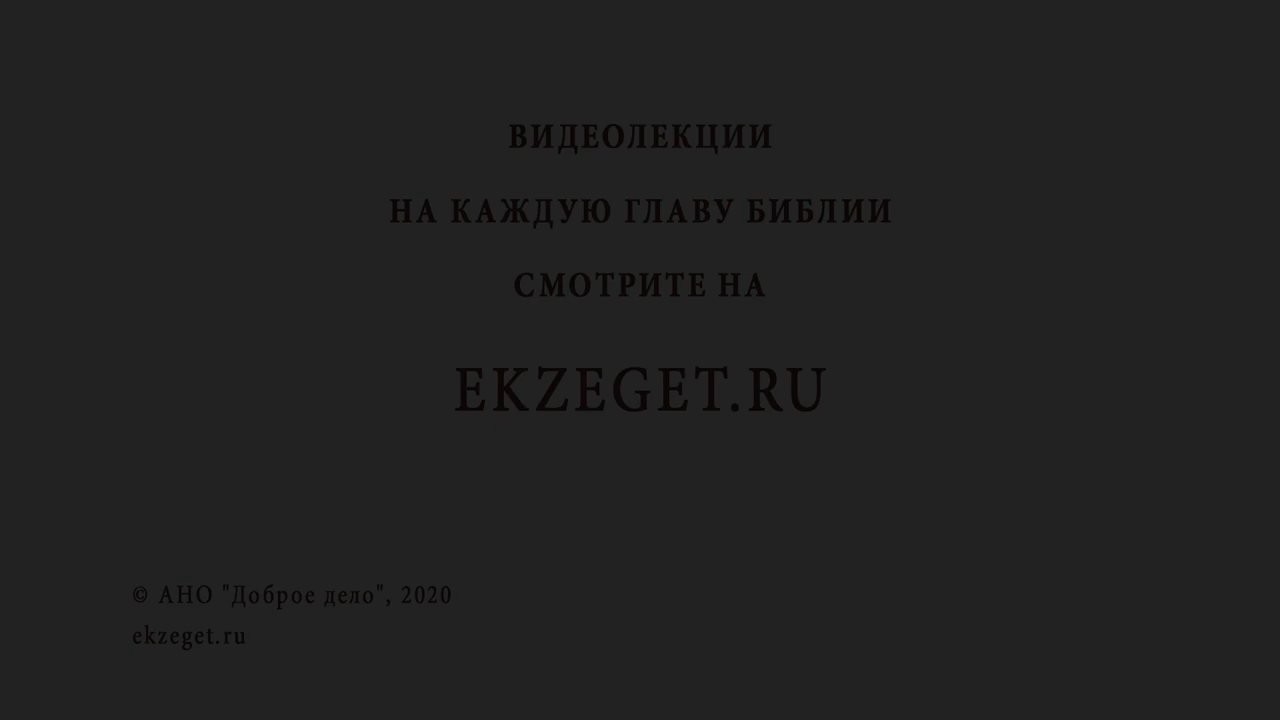 ВИДЕОЛЕКЦИИ
НА КАЖДУЮ ГЛАВУ БИБЛИИ
СМОТРИТЕ НА
EKZEGET.RU
© АНО "Доброе дело", 2020
ekzeget.ru